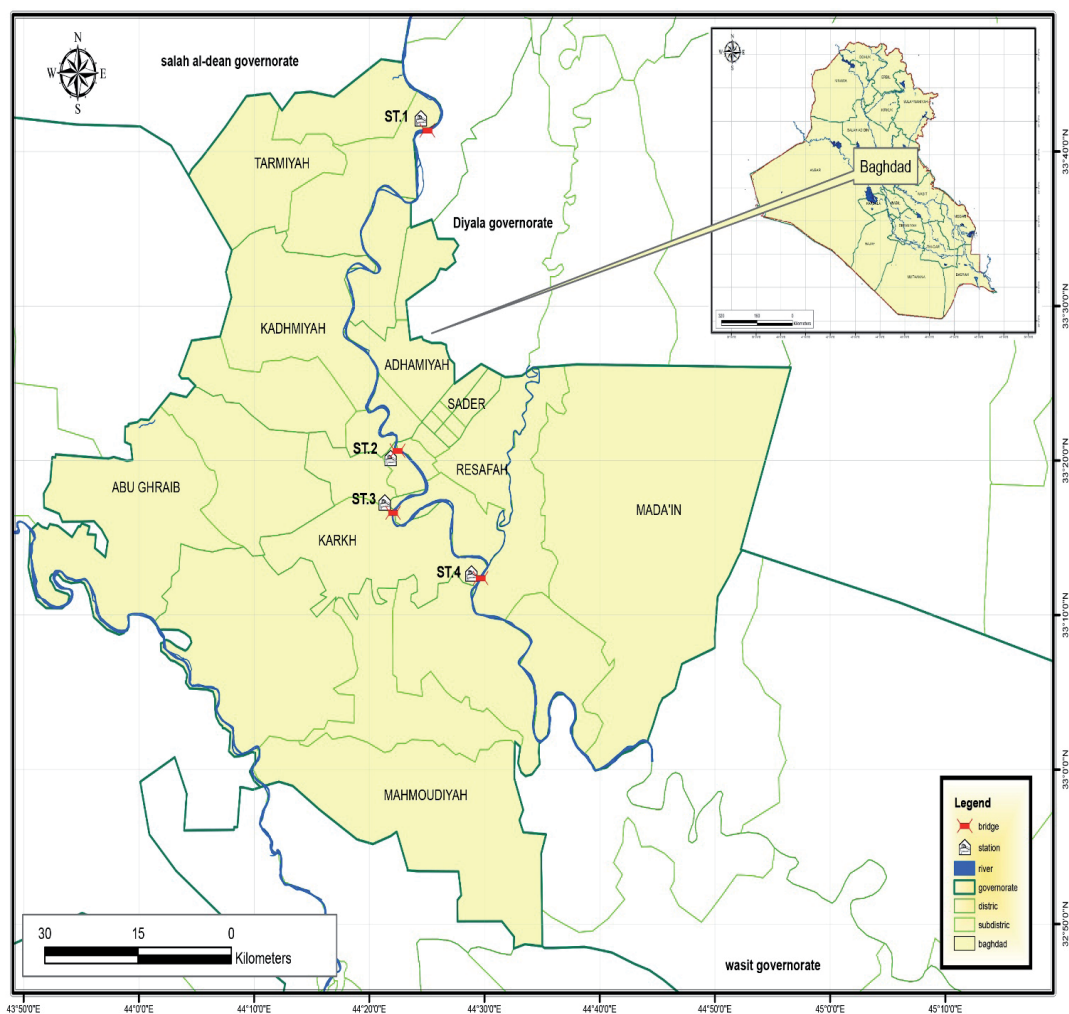 salah al-dean governorate
N
W
E
S
ST.1
TARMIYAH
Diyala governorate
Baghdad
KADHMIYAH
ADHAMIYAH
SADER
ST.2
RESAFAH
ABU GHRAIB
ST.3
MADA'IN
KARKH
ST.4
MAHMOUDIYAH
wasit governorate
Legend
bridge
station
river
governorate
distric
subdistric
baghdad
30
15
0
Kilometers
N
W
E
S
Kilometers
33°40'0"N
33°30'0"N
33°20'0"N
33°10'0"N
33°0'0"N
32°50'0"N
43°50'0"E
44°0'0"E
44°10'0"E
44°20'0"E
44°30'0"E
44°40'0"E
44°50'0"E
45°0'0"E
45°10'0"E